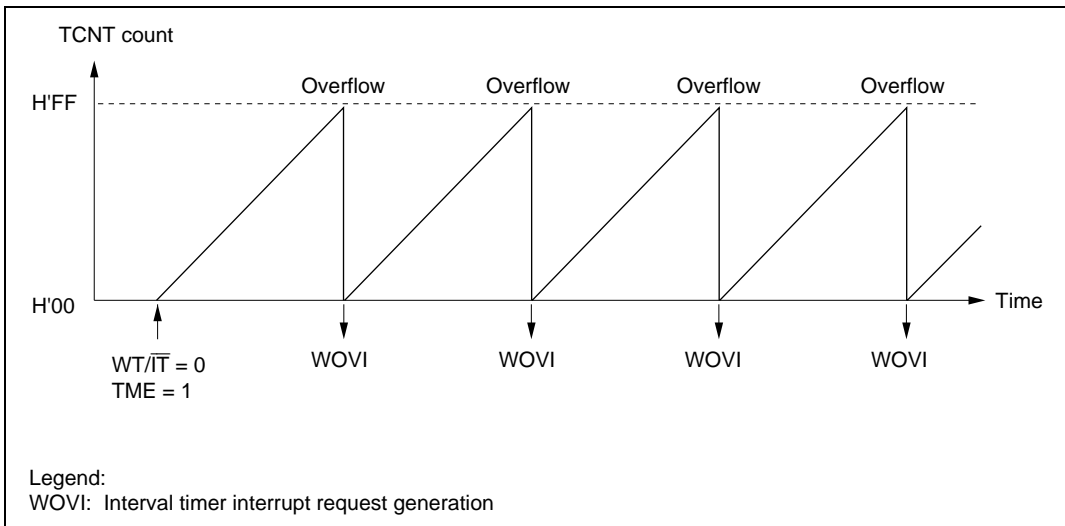 TCNT count
Overflow Overflow Overflow Overflow
H'FF
H'00
Time
WT/I̅T̅ = 0
TME = 1
WOVI WOVI WOVI WOVI
Legend:
WOVI: Interval timer interrupt request generation